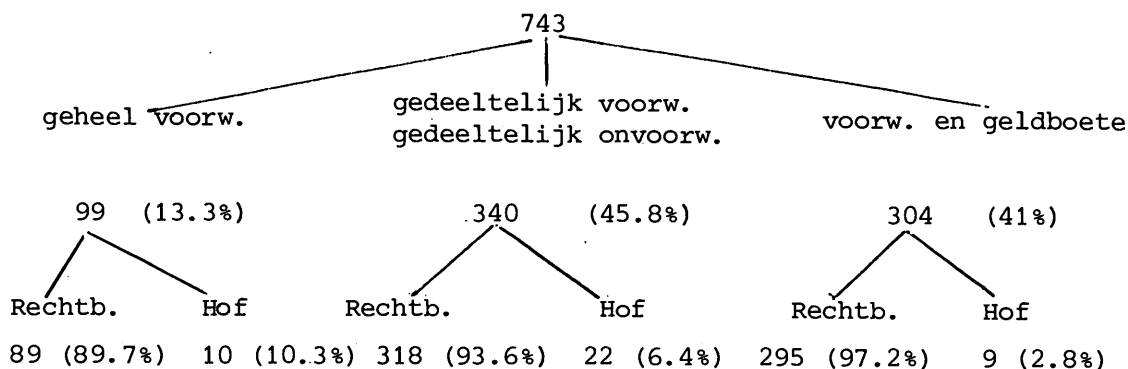 743
geheel voorw. gedeeltelijk voorw. voorw. en geldboete
gedeeltelijk onvoorw.
99 (13.3%) 340 (45.8%) 304 (41%)
Rechtb. Hof Rechtb. Hof Rechtb. Hof
89 (89.7%) 10 (10.3%) 318 (93.6%) 22 (6.4%) 295 (97.2%) 9 (2.8%)